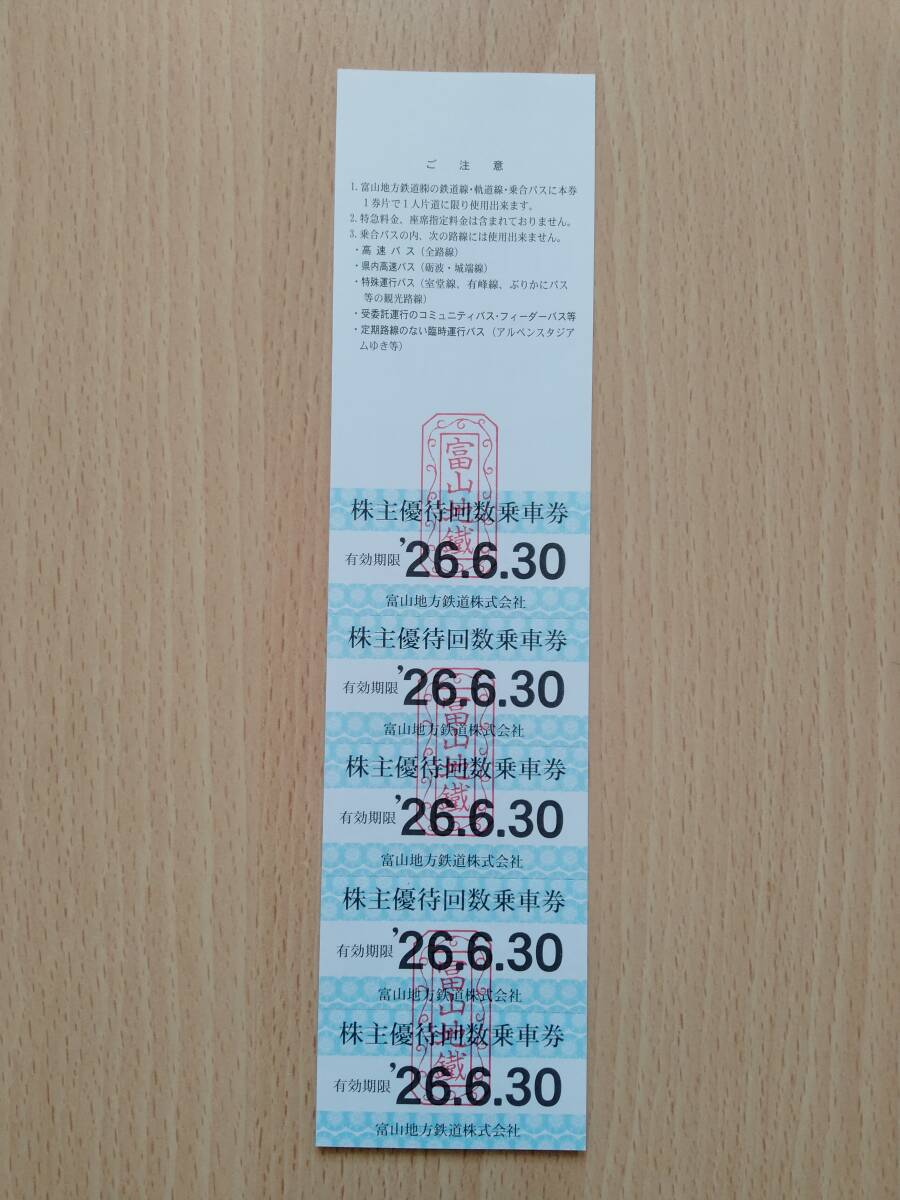 ご注意
1. 富山地方鉄道㈱の鉄道線・軌道線・乗合バスに本券
1券片で1人片道に限り使用出来ます。
2. 特急料金、座席指定料金は含まれておりません。
3. 乗合バスの内、次の路線には使用出来ません。
・高速バス（全路線）
・県内高速バス（砺波・城端線）
・特殊運行バス（室堂線、有峰線、ぶりかにバス
等の観光路線）
・受委託運行のコミュニティバス・フィーダーバス等
・定期路線のない臨時運行バス（アルペンスタジア
ムゆき等）
富山地鐵
株主優待回数乗車券
有効期限 '26.6.30
富山地方鉄道株式会社
株主優待回数乗車券
有効期限 '26.6.30
富山地方鉄道株式会社
富山地鐵
株主優待回数乗車券
有効期限 '26.6.30
富山地方鉄道株式会社
株主優待回数乗車券
有効期限 '26.6.30
富山地方鉄道株式会社
富山地鐵
株主優待回数乗車券
有効期限 '26.6.30
富山地方鉄道株式会社